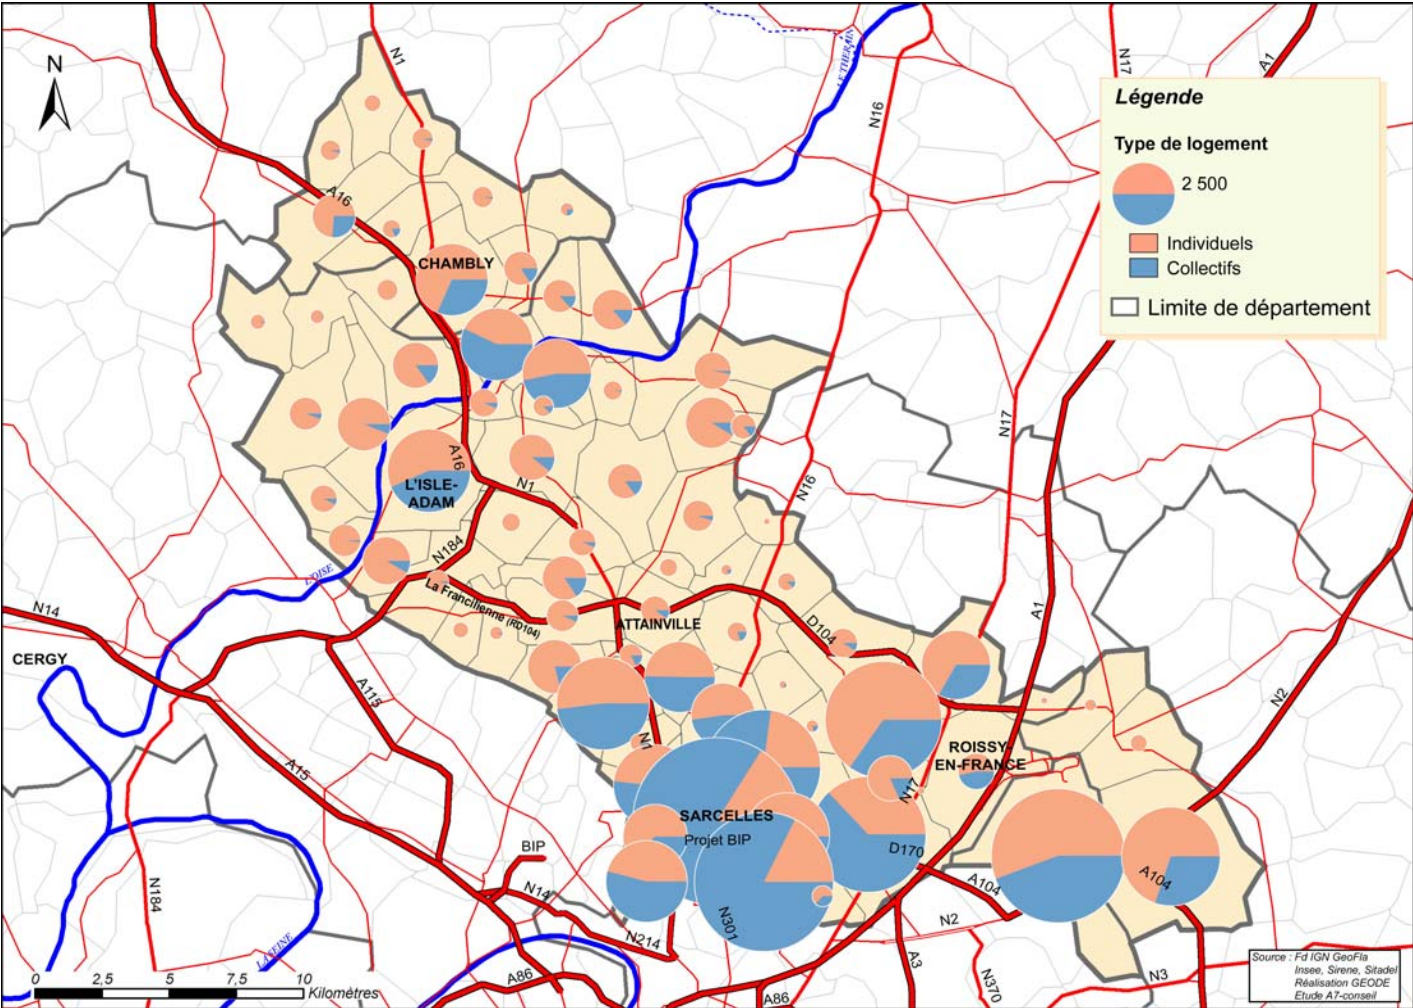 N
N1
LE THERAIN
N16
N17
A1
Légende
Type de logement
2 500
Individuels
Collectifs
Limite de département
A16
CHAMBLY
N17
A16
N1
N16
L'ISLE-
ADAM
N184
L'OISE
La Francilienne (RD104)
ATTAINVILLE
D104
A1
N2
N14
CERGY
A115
N1
ROISSY-
EN-FRANCE
N17
A15
SARCELLES
Projet BIP
D170
A104
A104
BIP
N14
N184
N301
N2
N214
LA SEINE
A86
A3
N370
N3
A86
0 2,5 5 7,5 10
Kilomètres
Source : Fd IGN GeoFla
Insee, Sirene, Sitadel
Réalisation GEODE
Etude A7-conseil